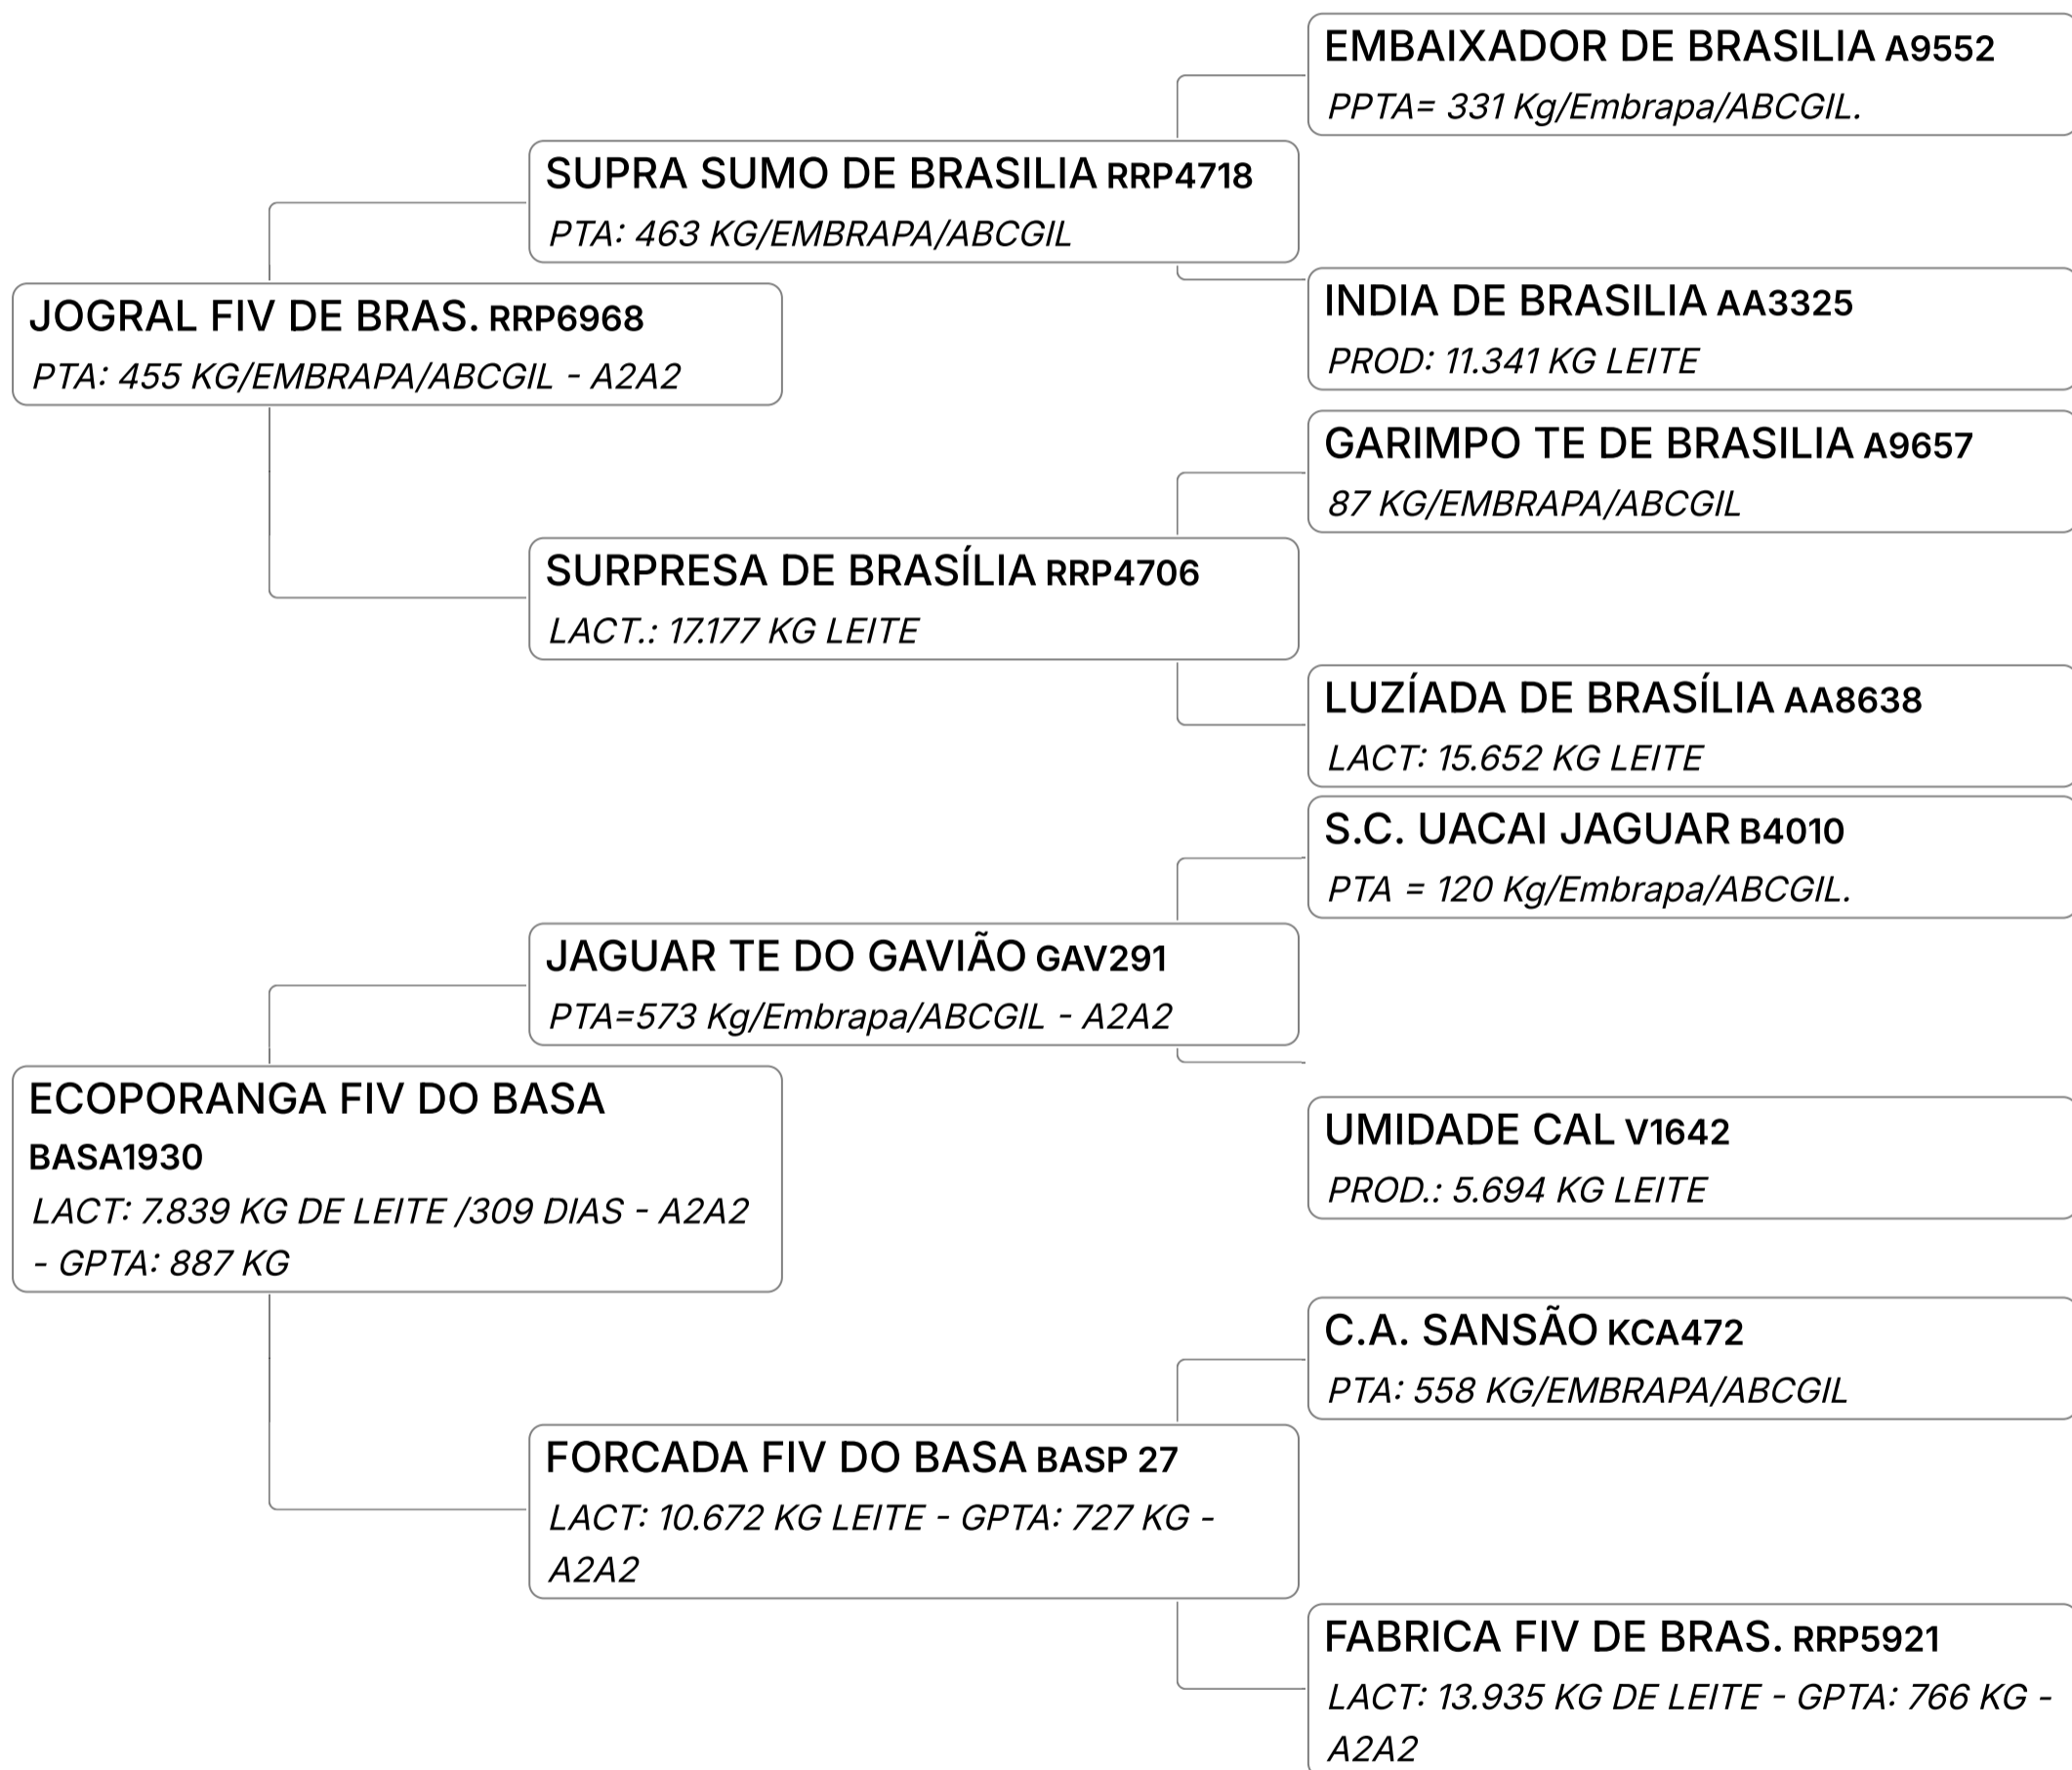 EMBAIXADOR DE BRASILIA A9552
PPTA= 331 Kg/Embrapa/ABCGIL.
SUPRA SUMO DE BRASILIA RRP4718
PTA: 463 KG/EMBRAPA/ABCGIL
INDIA DE BRASILIA AA3325
PROD: 11.341 KG LEITE
JOGRAL FIV DE BRAS. RRP6968
PTA: 455 KG/EMBRAPA/ABCGIL - A2A2
GARIMPO TE DE BRASILIA A9657
87 KG/EMBRAPA/ABCGIL
SURPRESA DE BRASÍLIA RRP4706
LACT.: 17.177 KG LEITE
LUZÍADA DE BRASÍLIA AA8638
LACT: 15.652 KG LEITE
S.C. UACAI JAGUAR B4010
PTA = 120 Kg/Embrapa/ABCGIL.
JAGUAR TE DO GAVIÃO GAV291
PTA=573 Kg/Embrapa/ABCGIL - A2A2
UMIDADE CAL V1642
PROD.: 5.694 KG LEITE
ECOPORANGA FIV DO BASA
BASA1930
LACT: 7.839 KG DE LEITE /309 DIAS - A2A2
- GPTA: 887 KG
C.A. SANSÃO KCA472
PTA: 558 KG/EMBRAPA/ABCGIL
FORCADA FIV DO BASA BASP 27
LACT: 10.672 KG LEITE - GPTA: 727 KG -
A2A2
FABRICA FIV DE BRAS. RRP5921
LACT: 13.935 KG DE LEITE - GPTA: 766 KG -
A2A2